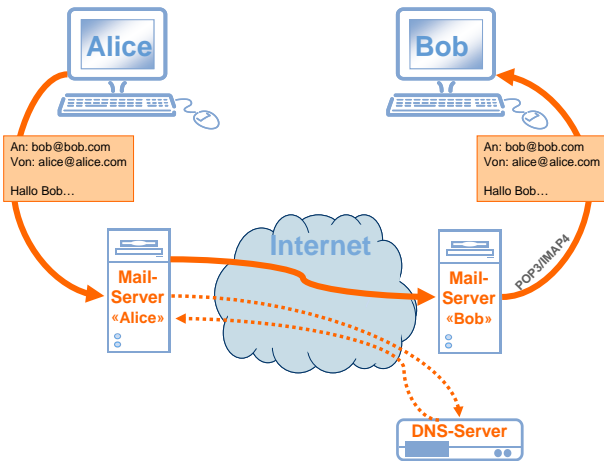 Alice
Bob
An: bob@bob.com
Von: alice@alice.com
Hallo Bob…
An: bob@bob.com
Von: alice@alice.com
Hallo Bob…
Internet
Mail-
Server
«Alice»
Mail-
Server
«Bob»
POP3/IMAP4
DNS-Server